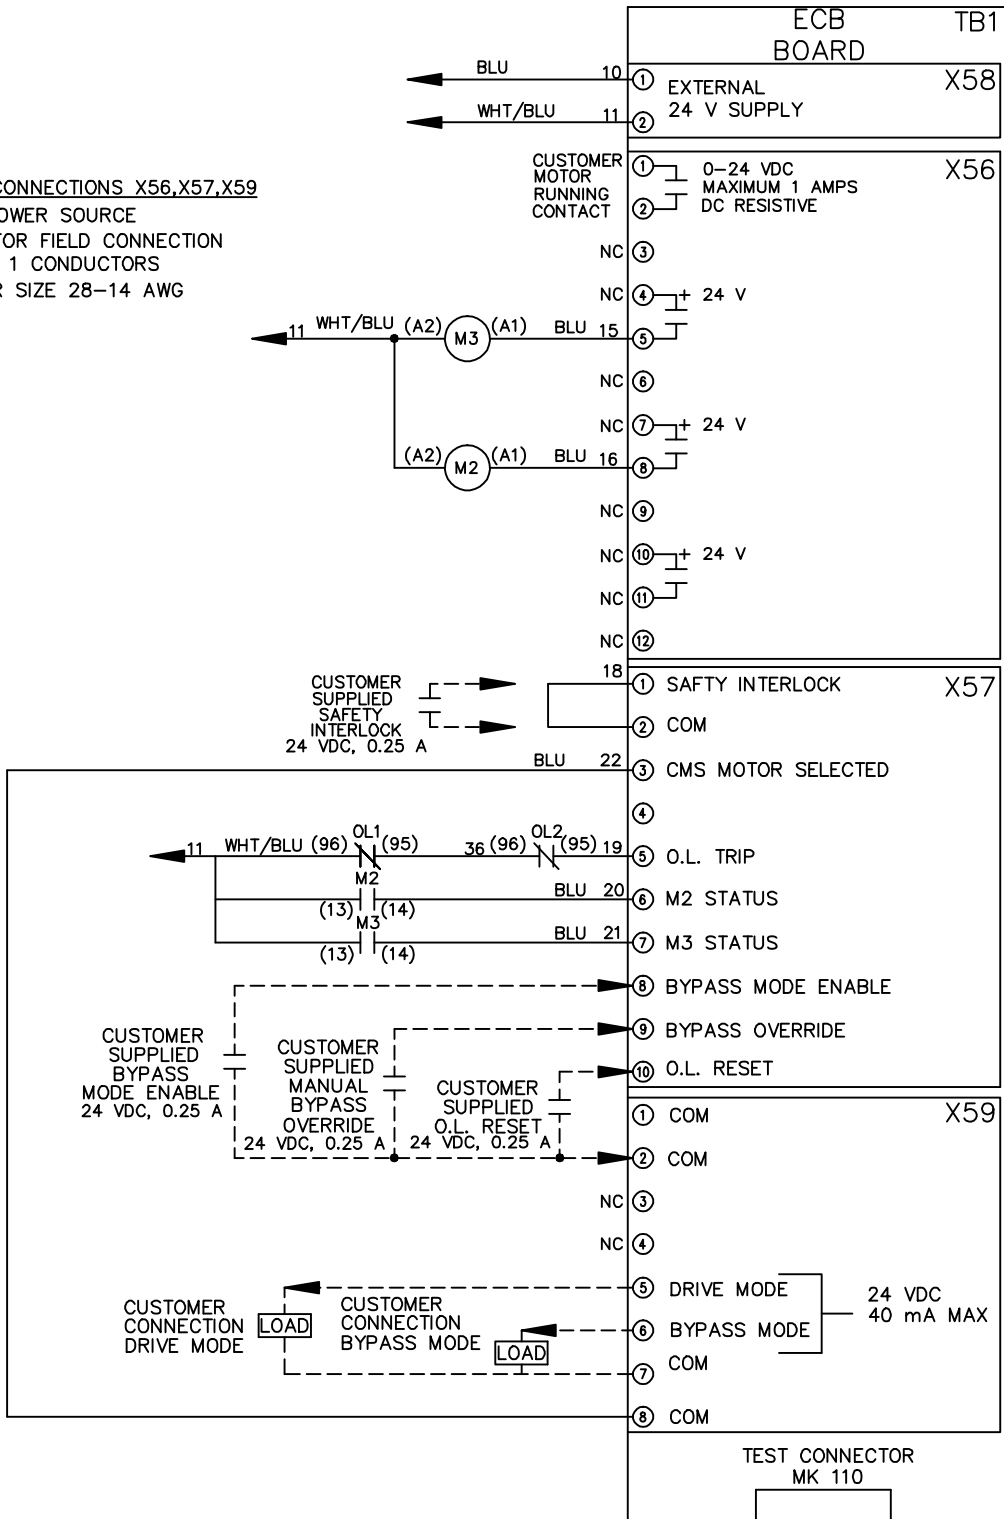 ECB TB1
BOARD
BLU 10 1 EXTERNAL X58
WHT/BLU 11 2 24 V SUPPLY
CONNECTIONS X56,X57,X59
OWER SOURCE
TOR FIELD CONNECTION
1 CONDUCTORS
R SIZE 28-14 AWG
CUSTOMER
MOTOR
RUNNING
CONTACT
1 2
0-24 VDC X56
MAXIMUM 1 AMPS
DC RESISTIVE
NC 3
NC 4 + 24 V
11 WHT/BLU (A2) M3 (A1) BLU 15 5
NC 6
NC 7 + 24 V
(A2) M2 (A1) BLU 16 8
NC 9
NC 10 + 24 V
NC 11
NC 12
CUSTOMER
SUPPLIED
SAFETY
INTERLOCK
24 VDC, 0.25 A
18 1 SAFTY INTERLOCK X57
2 COM
BLU 22 3 CMS MOTOR SELECTED
4
11 WHT/BLU (96) OL1 (95) 36 (96) OL2 (95) 19 5 O.L. TRIP
M2
(13) (14) BLU 20 6 M2 STATUS
M3
(13) (14) BLU 21 7 M3 STATUS
8 BYPASS MODE ENABLE
9 BYPASS OVERRIDE
10 O.L. RESET
CUSTOMER
SUPPLIED
BYPASS
MODE ENABLE
24 VDC, 0.25 A
CUSTOMER
SUPPLIED
MANUAL
BYPASS
OVERRIDE
24 VDC, 0.25 A
CUSTOMER
SUPPLIED
O.L. RESET
24 VDC, 0.25 A
1 COM X59
2 COM
NC 3
NC 4
5 DRIVE MODE
6 BYPASS MODE
24 VDC
40 mA MAX
7 COM
8 COM
CUSTOMER
CONNECTION
DRIVE MODE
LOAD
CUSTOMER
CONNECTION
BYPASS MODE
LOAD
TEST CONNECTOR
MK 110